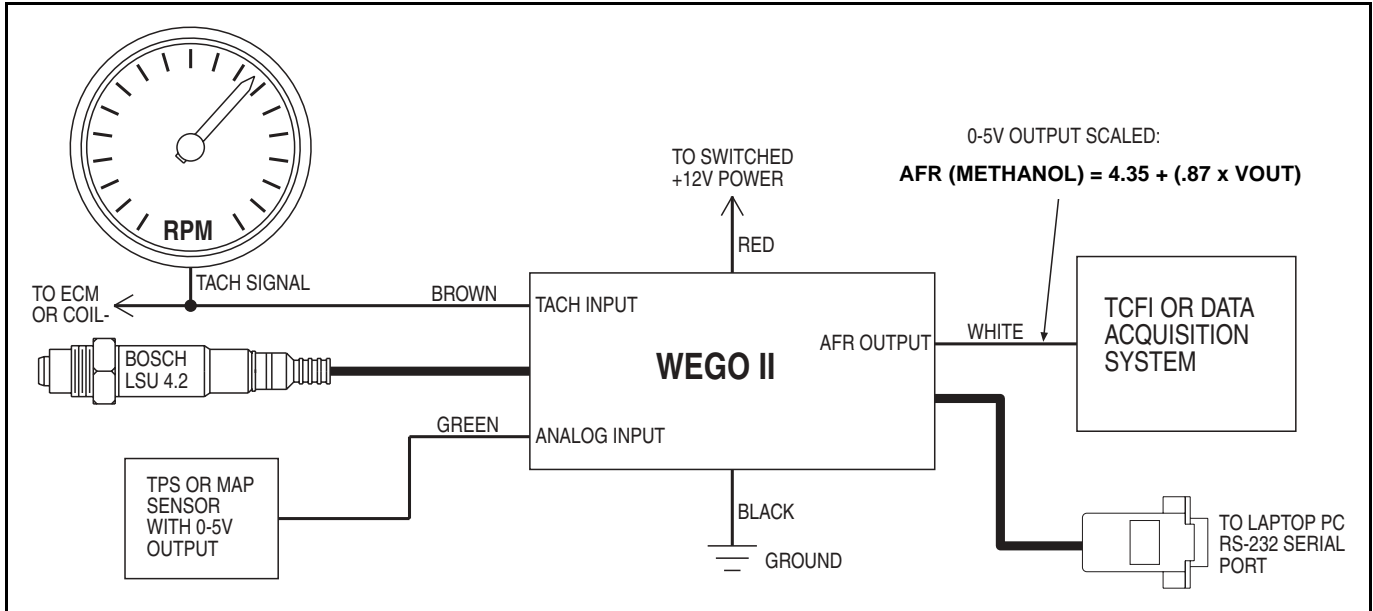 RPM
TACH SIGNAL
TO ECM
OR COIL-
BROWN
TACH INPUT
BOSCH
LSU 4.2
GREEN
ANALOG INPUT
TPS OR MAP
SENSOR
WITH 0-5V
OUTPUT
TO SWITCHED
+12V POWER
RED
WEGO II
AFR OUTPUT
BLACK
GROUND
0-5V OUTPUT SCALED:
AFR (METHANOL) = 4.35 + (.87 x VOUT)
WHITE
TCFI OR DATA
ACQUISITION
SYSTEM
TO LAPTOP PC
RS-232 SERIAL
PORT